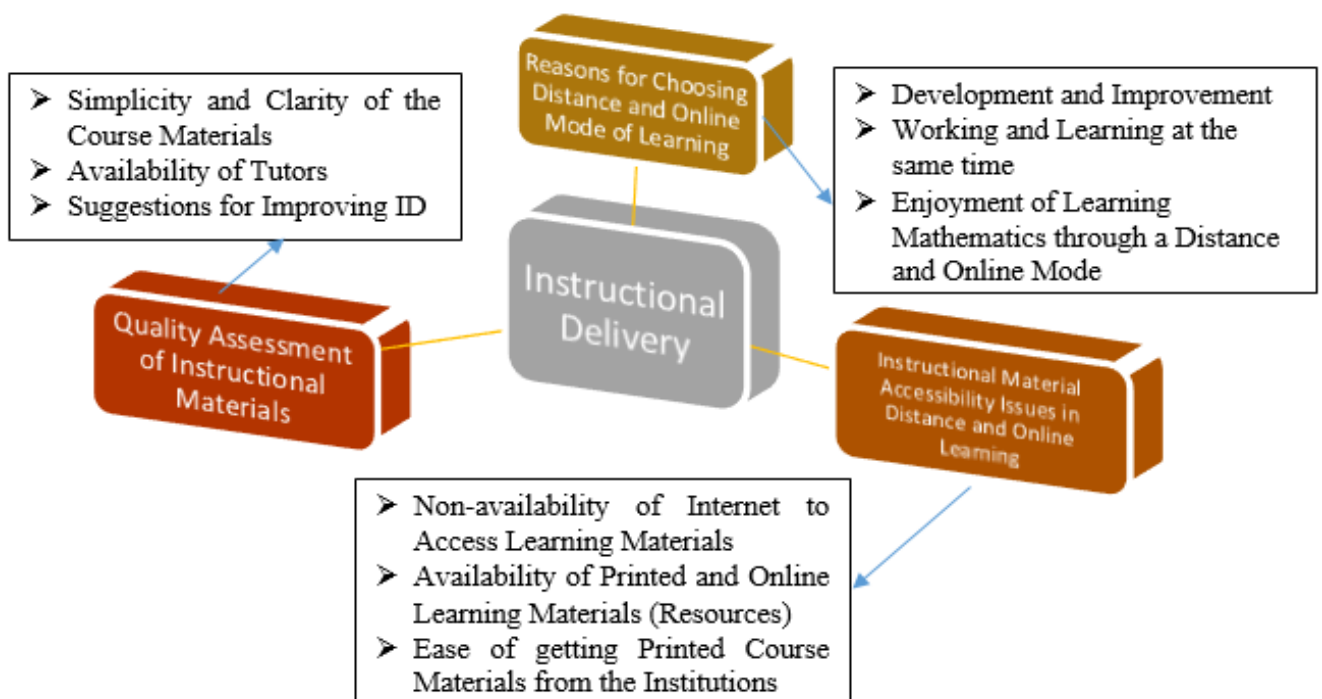 Reasons for Choosing
Distance and Online
Mode of Learning
➢ Simplicity and Clarity of the
Course Materials
➢ Availability of Tutors
➢ Suggestions for Improving ID
➢ Development and Improvement
➢ Working and Learning at the
same time
➢ Enjoyment of Learning
Mathematics through a Distance
and Online Mode
Instructional
Delivery
Quality Assessment
of Instructional
Materials
Instructional Material
Accessibility Issues in
Distance and Online
Learning
➢ Non-availability of Internet to
Access Learning Materials
➢ Availability of Printed and Online
Learning Materials (Resources)
➢ Ease of getting Printed Course
Materials from the Institutions